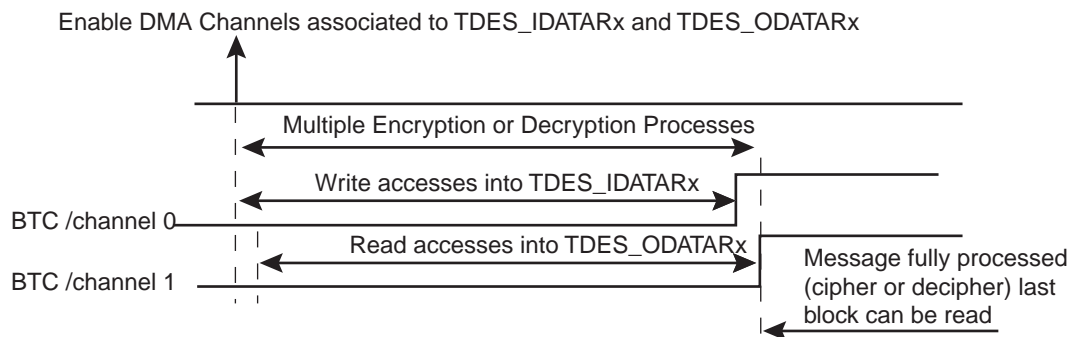 Enable DMA Channels associated to TDES_IDATARx and TDES_ODATARx
Multiple Encryption or Decryption Processes
Write accesses into TDES_IDATARx
BTC /channel 0
Read accesses into TDES_ODATARx
BTC /channel 1
Message fully processed
(cipher or decipher) last
block can be read